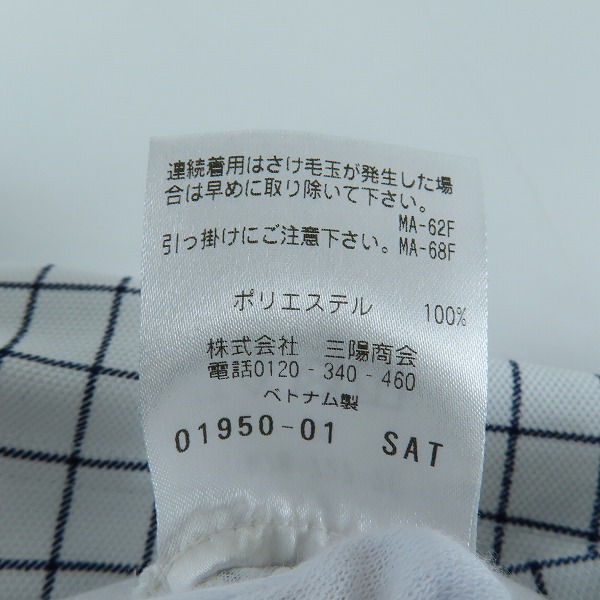 連続着用はさけ毛玉が発生した場
合は早めに取り除いて下さい。
MA-62F
引っ掛けにご注意下さい。MA-68F
ポリエステル 100%
株式会社 三陽商会
電話0120-340-460
ベトナム製
01950-01 SAT